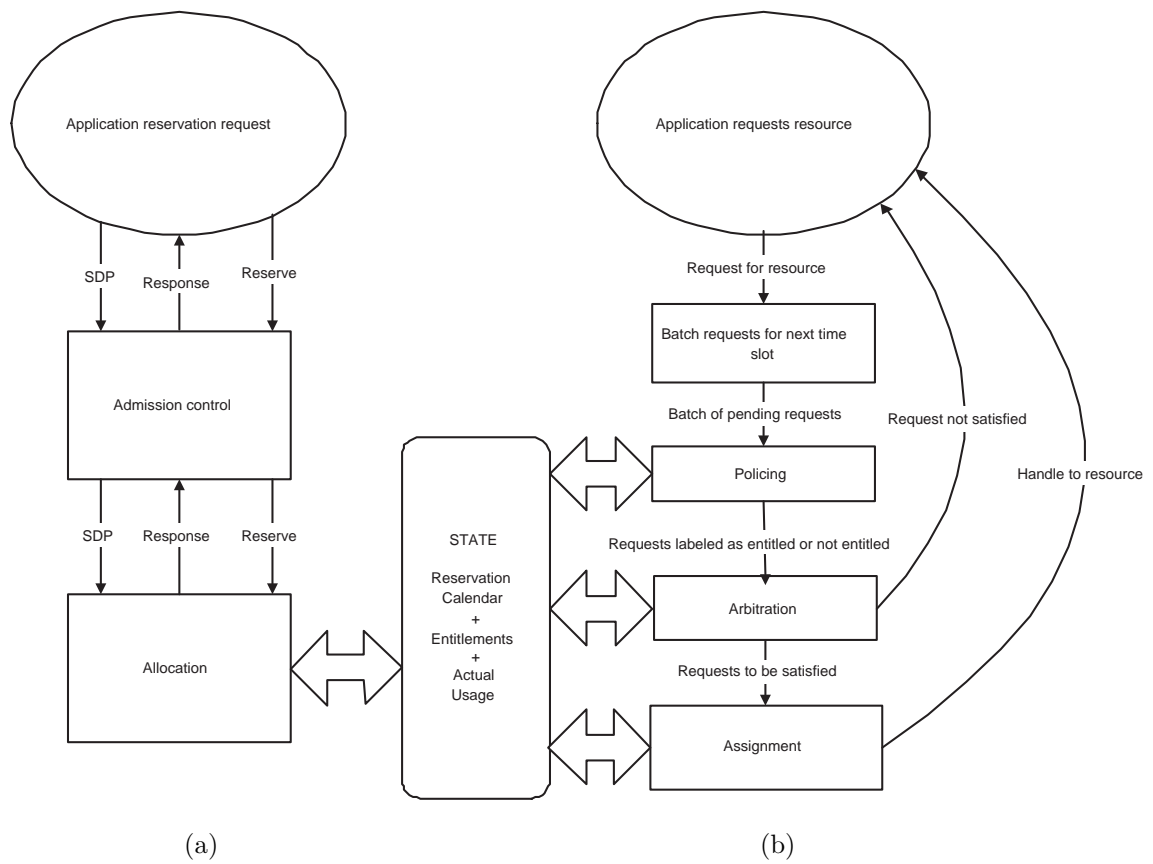 Application reservation request
SDP
Response
Reserve
Admission control
SDP
Response
Reserve
Allocation
STATE
Reservation
Calendar
+
Entitlements
+
Actual
Usage
Application requests resource
Request for resource
Batch requests for next time
slot
Batch of pending requests
Policing
Requests labeled as entitled or not entitled
Arbitration
Requests to be satisfied
Assignment
Request not satisfied
Handle to resource
(a)
(b)